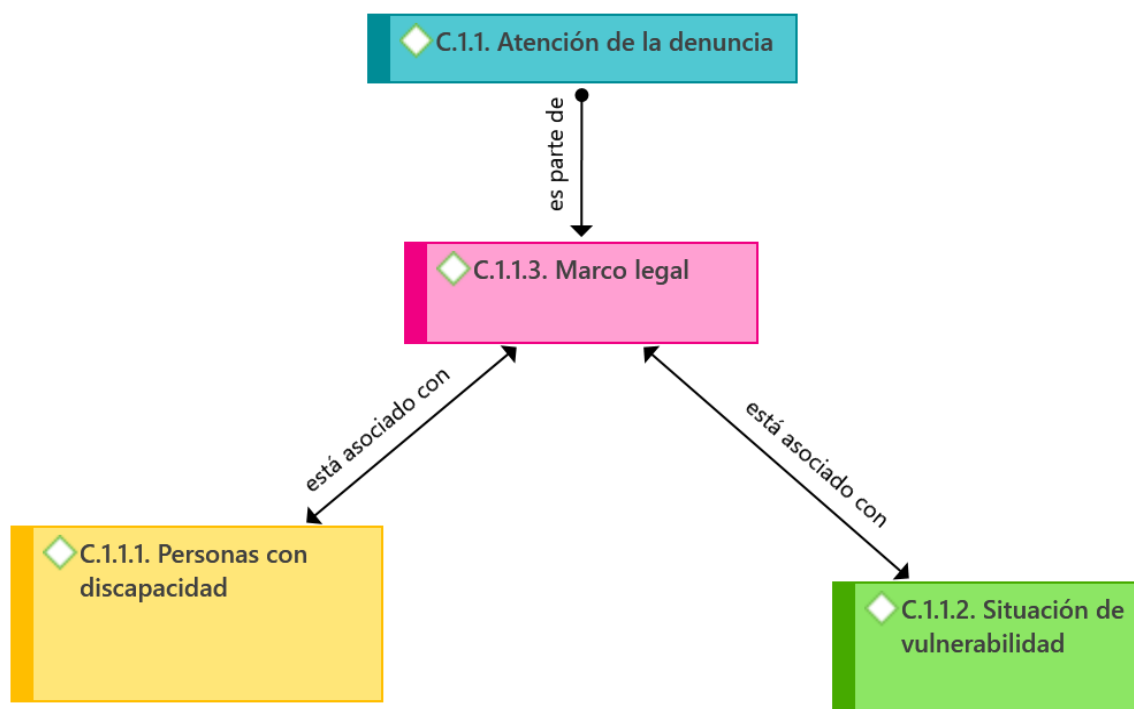 C.1.1. Atención de la denuncia
es parte de
C.1.1.3. Marco legal
está asociado con
está asociado con
C.1.1.1. Personas con
discapacidad
C.1.1.2. Situación de
vulnerabilidad